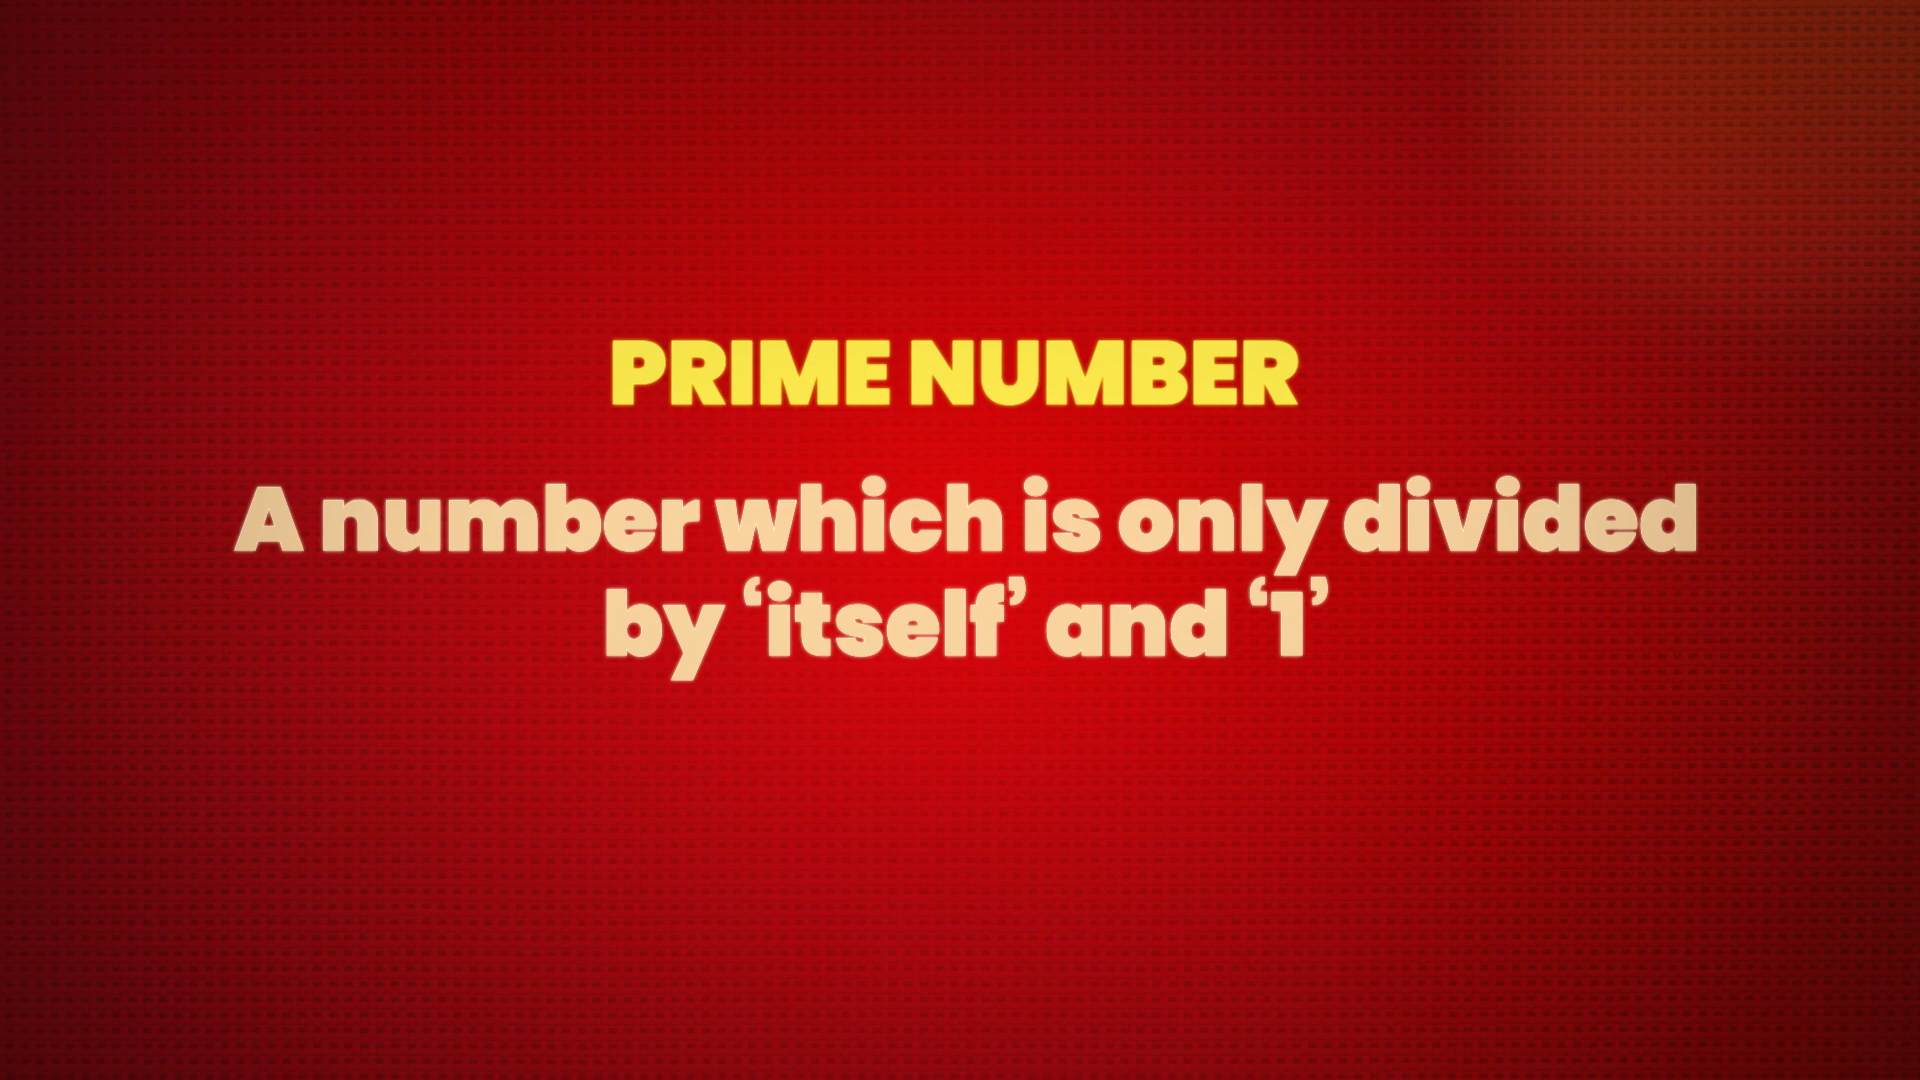 PRIME NUMBER
A number which is only divided
by ‘itself’ and ‘1’